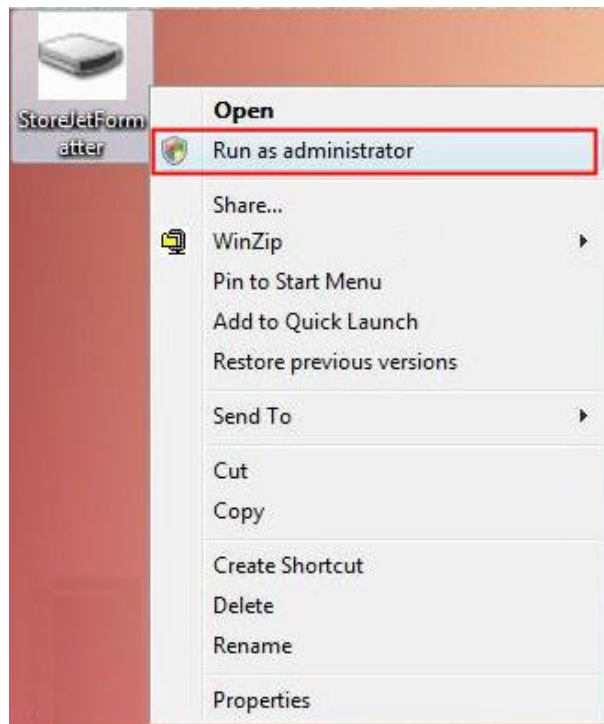 StoreJetForm
atter
Open
Run as administrator
Share...
WinZip
Pin to Start Menu
Add to Quick Launch
Restore previous versions
Send To
Cut
Copy
Create Shortcut
Delete
Rename
Properties